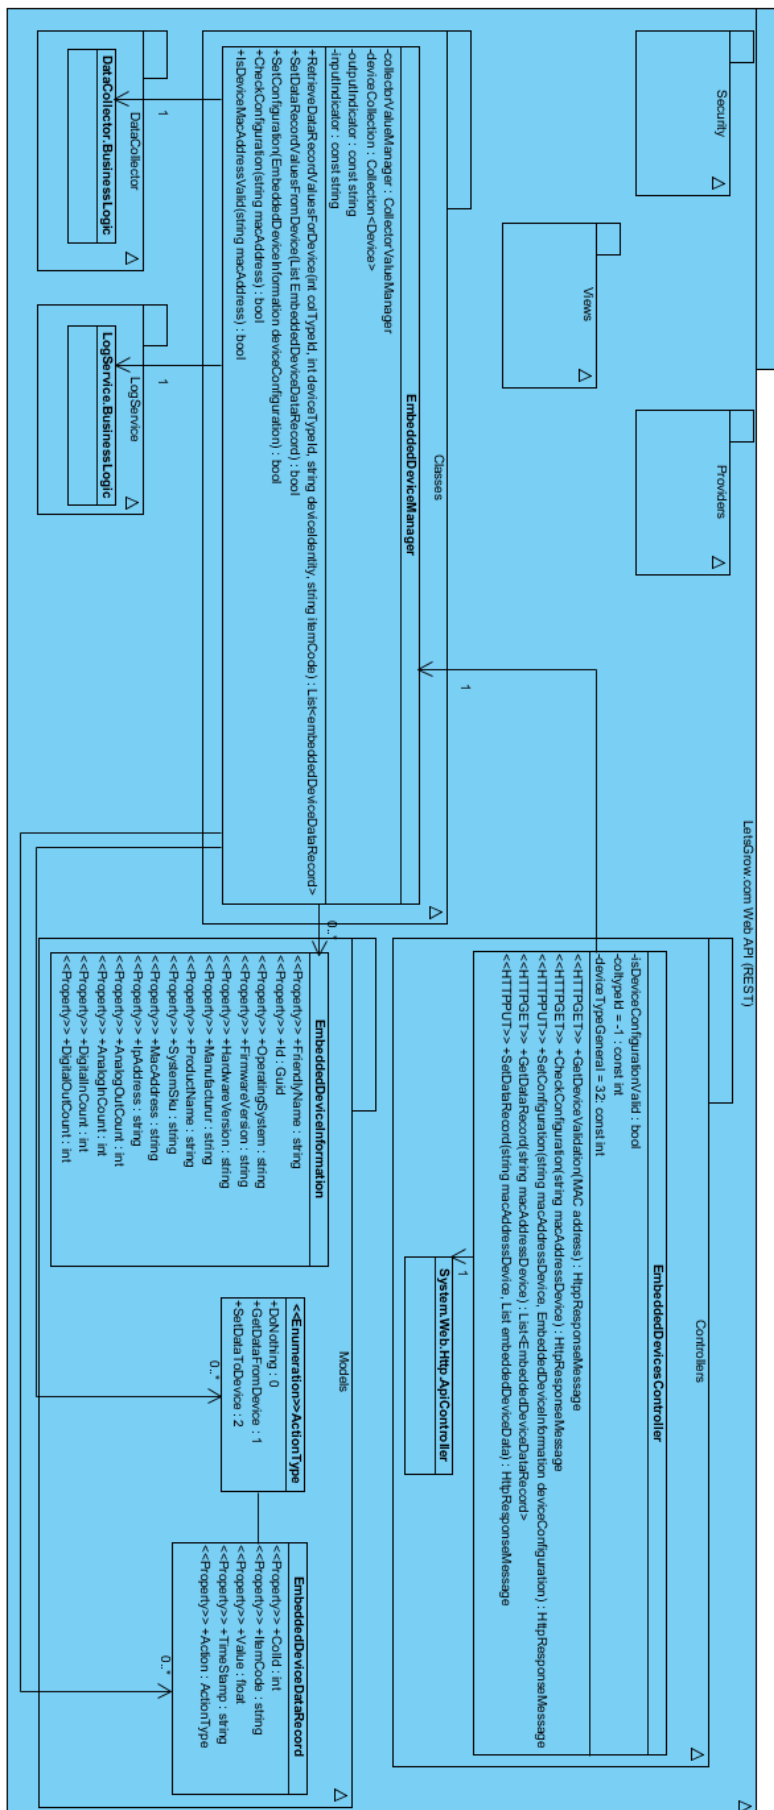 LetsGrow.com Web API (REST)
Security
Views
Providers
Classes
EmbeddedDeviceManager
-collectorValueManager : CollectorValueManager
-deviceCollection : Collection<Device>
-outputIndicator : const string
-inputIndicator : const string
+RetrieveDataRecordValuesForDevice(int colTypeId, int deviceTypeId, string deviceIdentity, string itemCode) : List<embeddedDeviceDataRecord>
+SetDataRecordValuesFromDevice(List EmbeddedDeviceDataRecord) : bool
+SetConfiguration(EmbeddedDeviceInformation deviceConfiguration) : bool
+CheckConfiguration(string macAddress) : bool
+IsDeviceMacAddressValid(string macAddress) : bool
1
1
1
DataCollector
DataCollector.BusinessLogic
LogService
LogService.BusinessLogic
Controllers
EmbeddedDevicesController
-isDeviceConfigurationValid : bool
-coltypeId = -1 : const int
-deviceTypeGeneral = 32: const int
<<HTTPGET>> +GetDeviceValidation(MAC address) : HtppResponseMessage
<<HTTPGET>> +CheckConfiguration(string macAddressDevice) : HttpResponseMessage
<<HTTPPUT>> +SetConfiguration(string macAddressDevice, EmbeddedDeviceInformation deviceConfiguration) : HttpResponseMessage
<<HTTPGET>> +GetDataRecord(string macAddressDevice) : List<EmbeddedDeviceDataRecord>
<<HTTPPUT>> +SetDataRecord(string macAddressDevice, List embeddedDeviceData) : HttpResponseMessage
1
System.Web.Http.ApiController
Models
0..*
EmbeddedDeviceInformation
<<Property>> +FriendlyName : string
<<Property>> +Id : Guid
<<Property>> +OperatingSystem : string
<<Property>> +FirmwareVersion : string
<<Property>> +HardwareVersion : string
<<Property>> +Manufacturur : string
<<Property>> +ProductName : string
<<Property>> +SystemSku : string
<<Property>> +MacAddress : string
<<Property>> +IpAddress : string
<<Property>> +AnalogOutCount : int
<<Property>> +AnalogInCount : int
<<Property>> +DigitalInCount : int
<<Property>> +DigitalOutCount : int
<<Enumeration>>ActionType
+DoNothing : 0
+GetDataFromDevice : 1
+SetDataToDevice : 2
0..*
EmbeddedDeviceDataRecord
<<Property>> +ColId : int
<<Property>> +ItemCode : string
<<Property>> +Value : float
<<Property>> +TimeStamp : string
<<Property>> +Action : ActionType
0..*